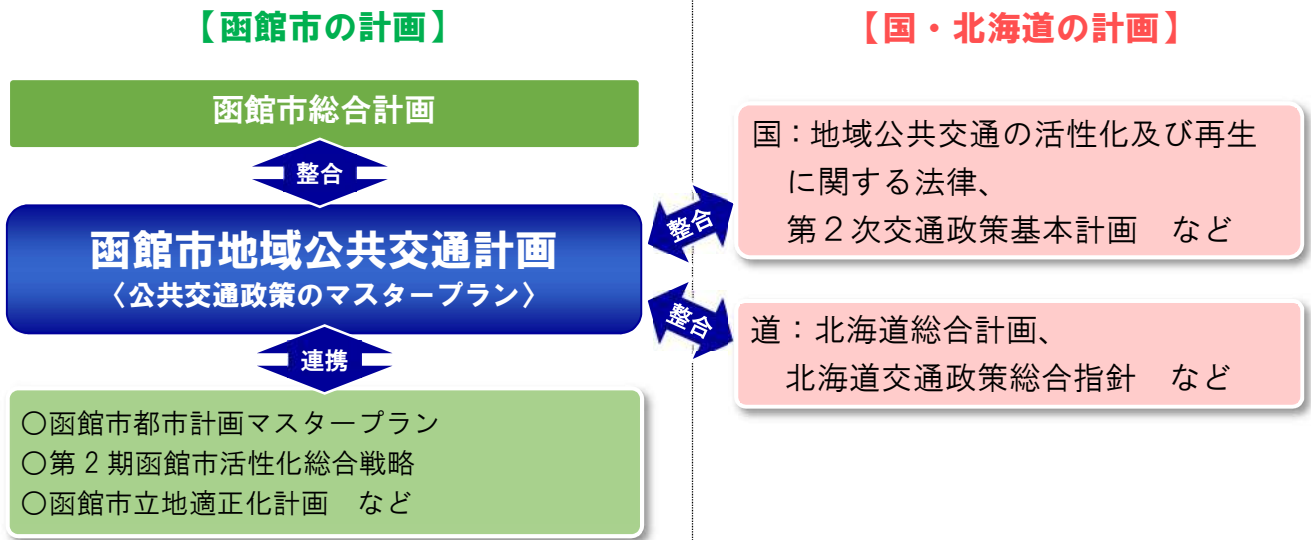 【函館市の計画】
函館市総合計画
整合
函館市地域公共交通計画
〈公共交通政策のマスタープラン〉
連携
○函館市都市計画マスタープラン
○第２期函館市活性化総合戦略
○函館市立地適正化計画　など
整合
整合
【国・北海道の計画】
国：地域公共交通の活性化及び再生
に関する法律、
第２次交通政策基本計画　など
道：北海道総合計画、
北海道交通政策総合指針　など